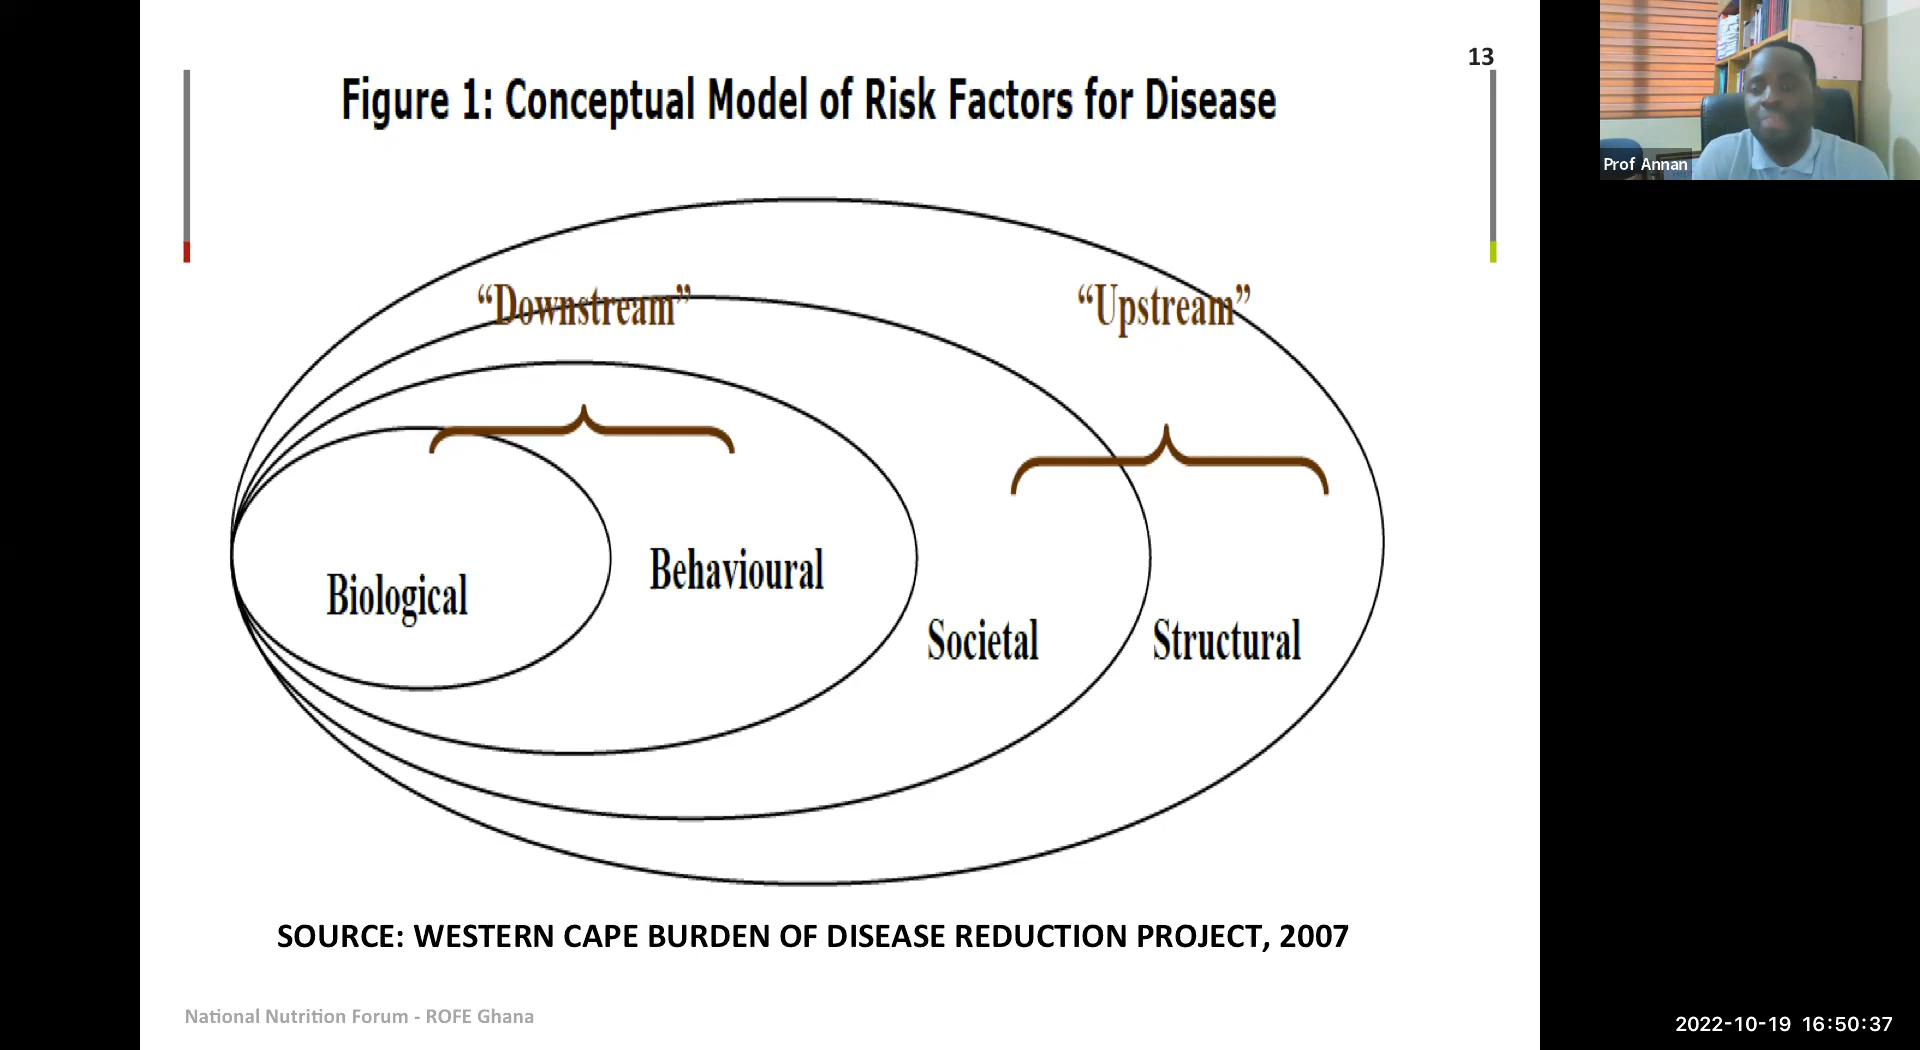 13
Figure 1: Conceptual Model of Risk Factors for Disease
“Downstream”
“Upstream”
Biological
Behavioural
Societal
Structural
SOURCE: WESTERN CAPE BURDEN OF DISEASE REDUCTION PROJECT, 2007
National Nutrition Forum - ROFE Ghana
Prof Annan
2022-10-19 16:50:37